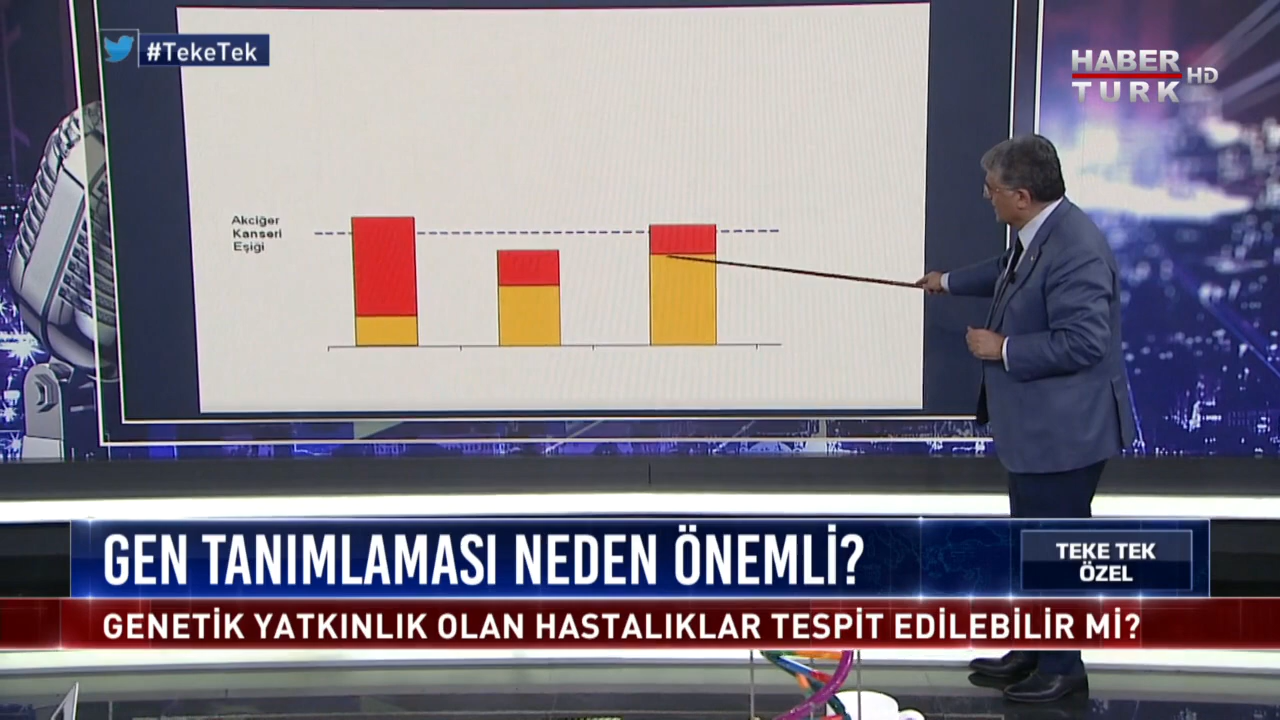 #TekeTek
HABER
TURK HD
Akciğer
Kanseri
Eşiği
GEN TANIMLAMASI NEDEN ÖNEMLİ?
TEKE TEK
ÖZEL
GENETİK YATKINLIK OLAN HASTALIKLAR TESPİT EDİLEBİLİR Mİ?